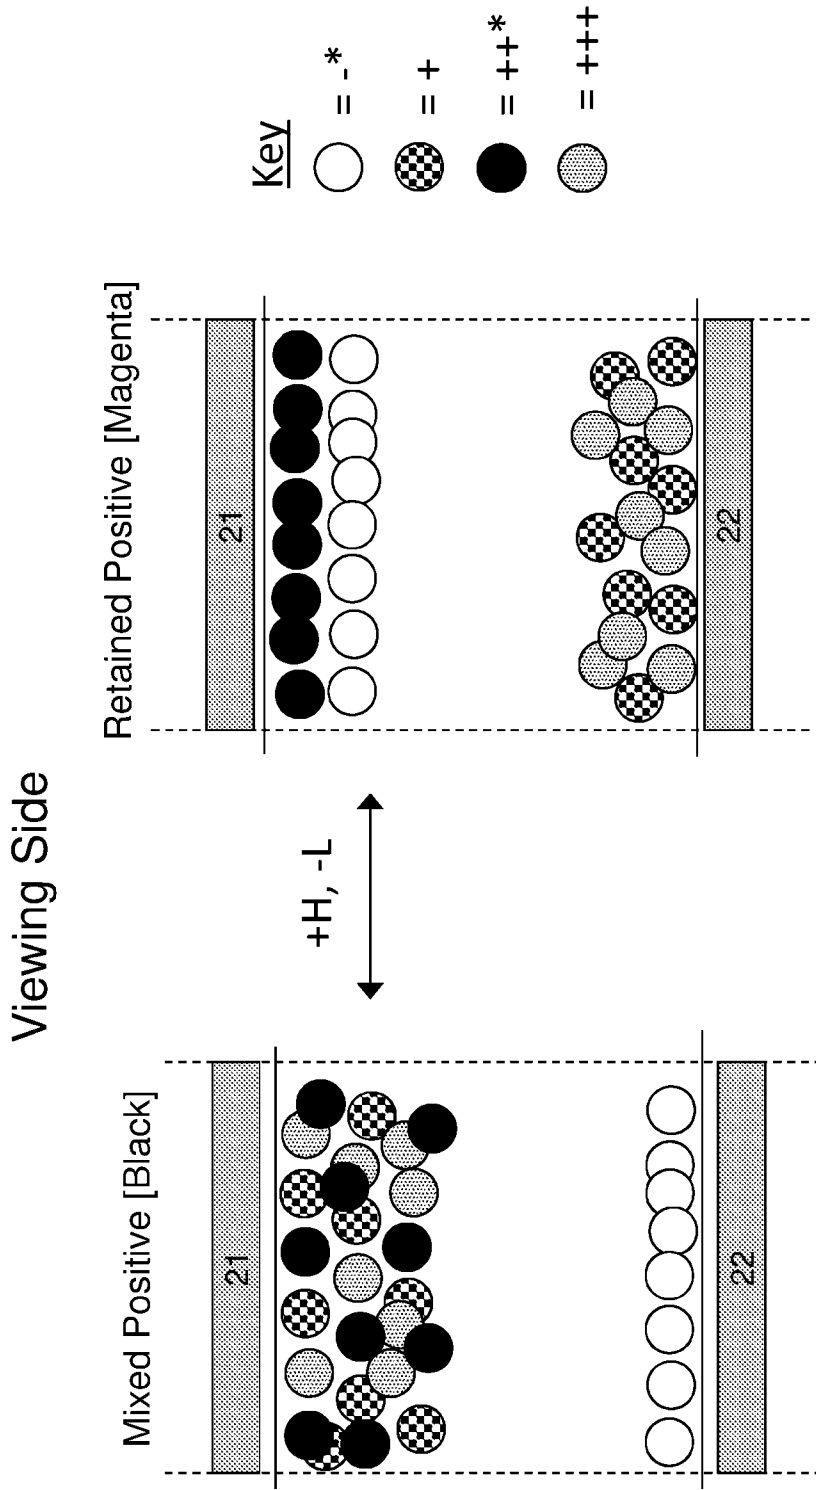 Viewing Side
Mixed Positive [Black]
21
22
+H, -L
Retained Positive [Magenta]
21
22
Key
= -*
= +
= ++*
= +++